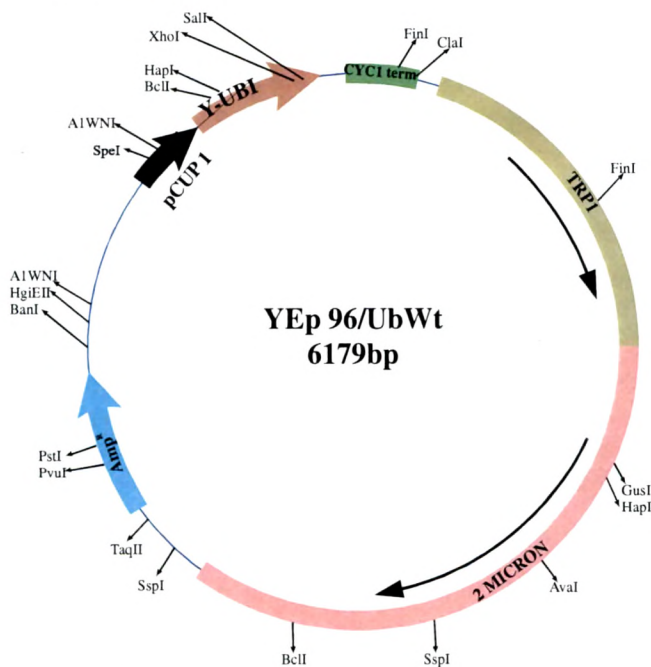 SalI
XhoI
HapI
BclI
Y-UBI
CYC1 term
FinI
ClaI
A1WNI
SpeI
pCUP 1
TRP1
FinI
A1WNI
HgiEII
BanI
YEp 96/UbWt
6179bp
Amp
PstI
PvuI
GusI
HapI
TaqII
SspI
2 MICRON
AvaI
BclI
SspI